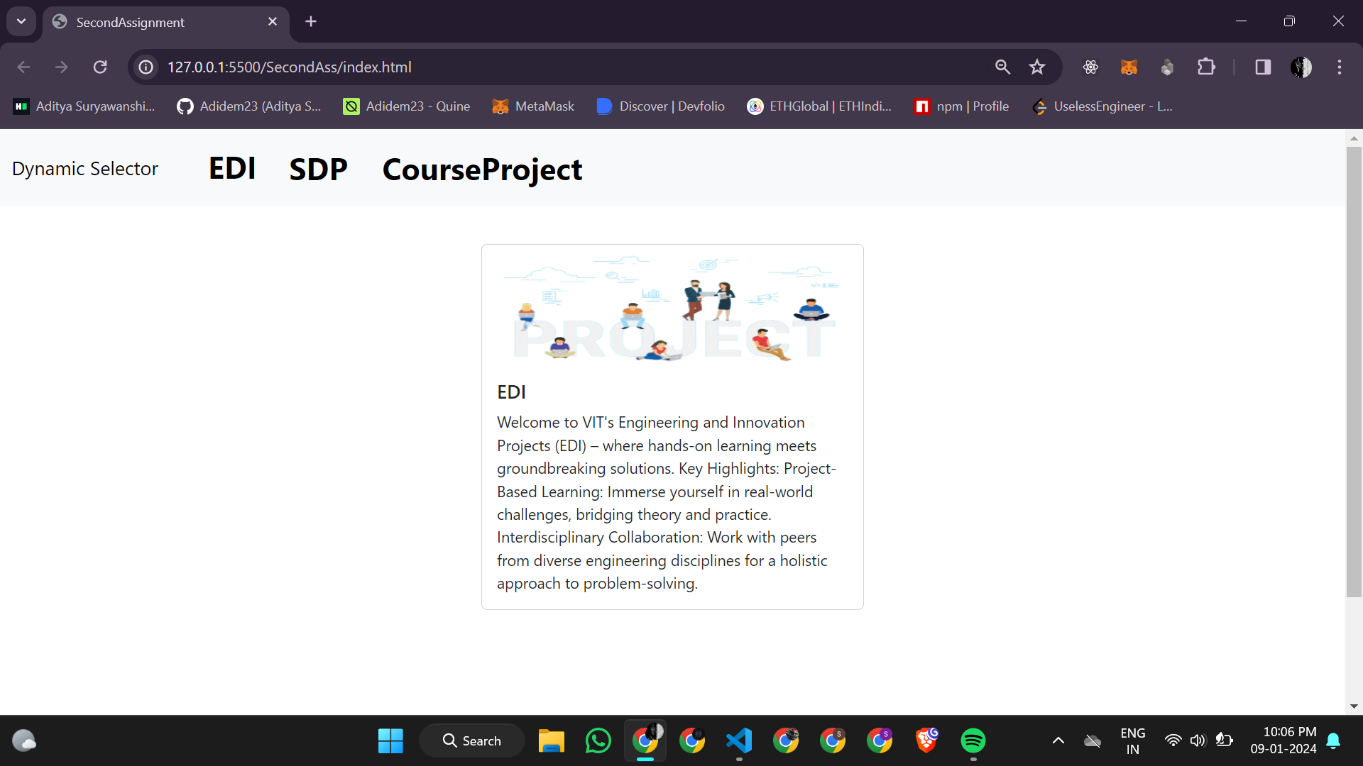 SecondAssignment
127.0.0.1:5500/SecondAss/index.html
Aditya Suryawanshi... Adidem23 (Aditya S... Adidem23 - Quine MetaMask Discover | Devfolio ETHGlobal | ETHIndi... npm | Profile UselessEngineer - L...
Dynamic Selector EDI SDP CourseProject
PROJECT
EDI
Welcome to VIT's Engineering and Innovation
Projects (EDI) – where hands-on learning meets
groundbreaking solutions. Key Highlights: Project-
Based Learning: Immerse yourself in real-world
challenges, bridging theory and practice.
Interdisciplinary Collaboration: Work with peers
from diverse engineering disciplines for a holistic
approach to problem-solving.
Search
ENG
IN
10:06 PM
09-01-2024